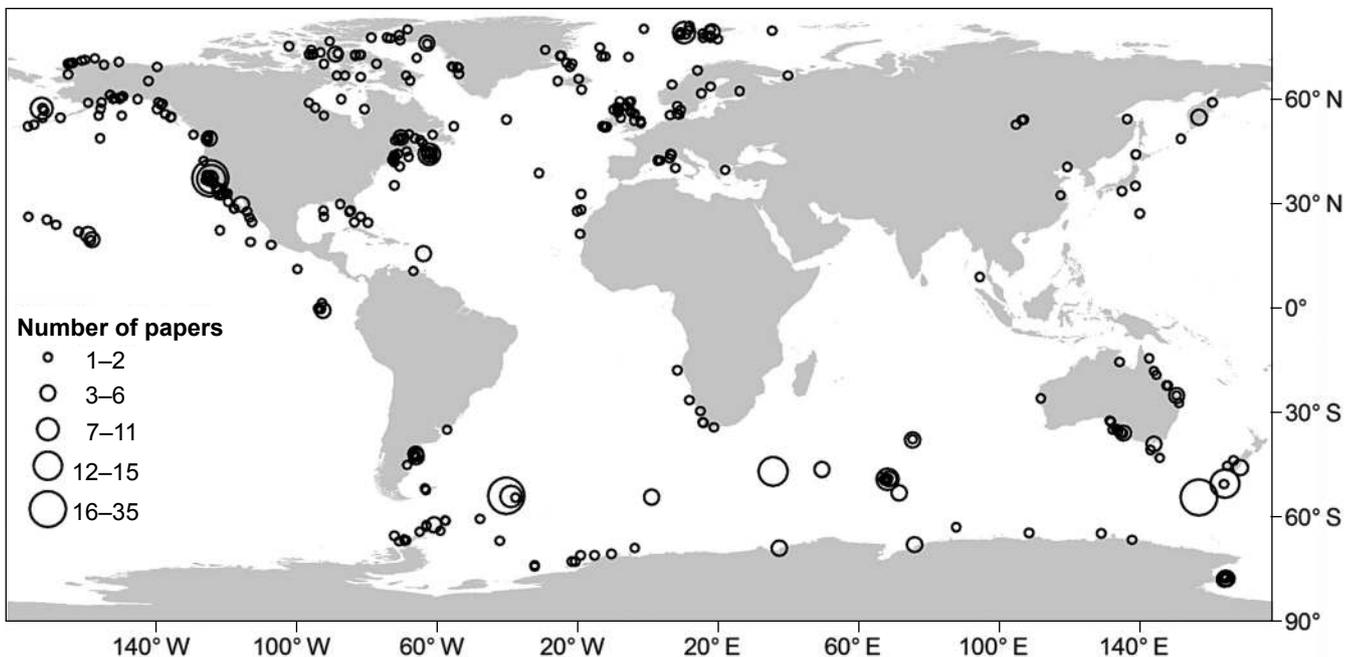 60° N
30° N
0°
30° S
60° S
90°
Number of papers
1–2
3–6
7–11
12–15
16–35
140° W
100° W
60° W
20° W
20° E
60° E
100° E
140° E